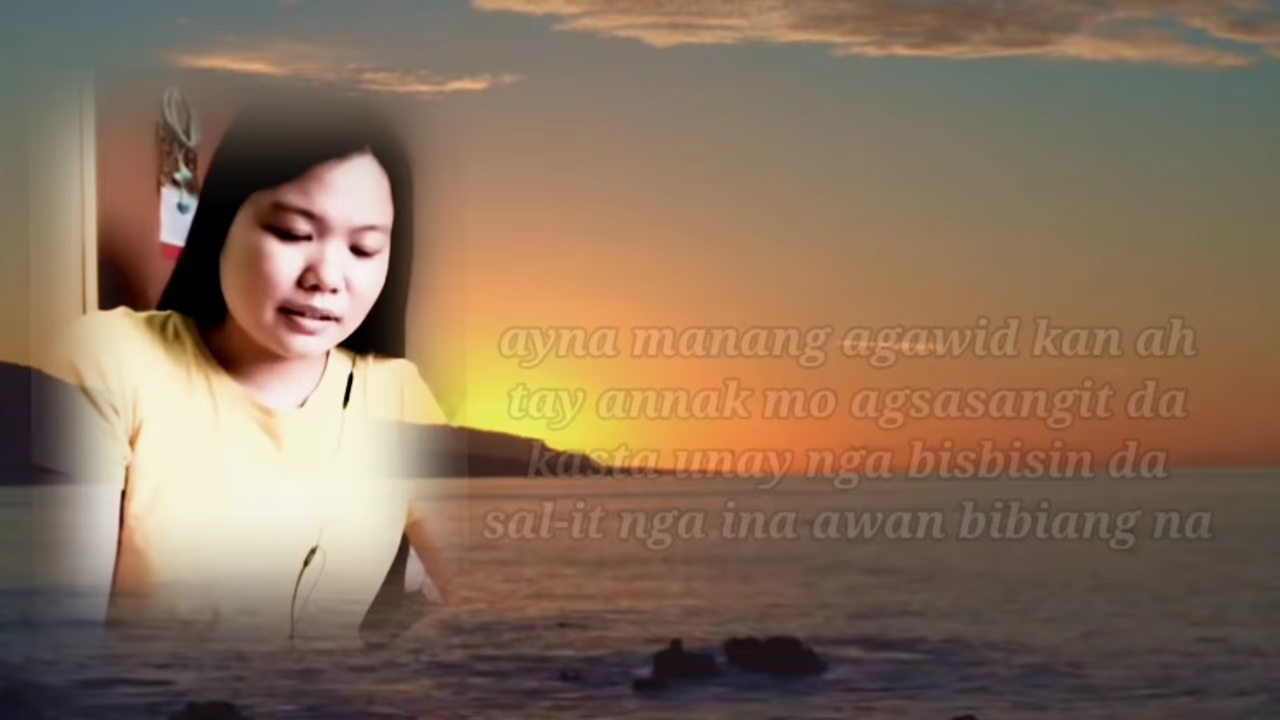 ayna manang agawid kan ah
tay annak mo agsasangit da
kasta unay nga bisbisin da
sal-it nga ina awan bibiang na